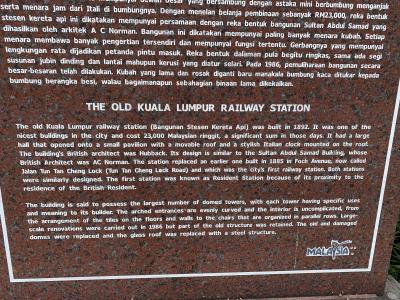 serta menara jam dari Itali di bumbungnya. Dengan menelan belanja pembinaan sebanyak RM23,000, reka bentuk
stesen kereta api ini dikatakan mempunyai persamaan dengan reka bentuk bangunan Sultan Abdul Samad yang
dihasilkan oleh arkitek A C Norman. Bangunan ini dikatakan mempunyai paling banyak menara kubah. Setiap
menara membawa banyak pengertian tersendiri dan mempunyai fungsi tertentu. Gerbangnya yang mempunyai
lengkungan rata dijadikan petanda pintu masuk. Reka bentuk dalaman pula begitu ringkas, sama ada segi
susunan jubin dinding dan lantai mahupun kerusi yang diatur selari. Pada 1986, pemuliharaan bangunan secara
besar-besaran telah dilakukan. Kubah yang lama dan rosak diganti baru manakala bumbung kaca ditukar kepada
bumbung berangka besi, walau bagaimanapun sebahagian binaan lama dikekalkan.
THE OLD KUALA LUMPUR RAILWAY STATION
The old Kuala Lumpur railway station (Bangunan Stesen Kereta Api) was built in 1892. It was one of the
nicest buildings in the city and cost 23,000 Malaysian ringgit, a significant sum in those days. It had a large
hall that opened onto a small pavilion with a movable roof and a stylish Italian clock mounted on the roof.
The building's British architect was Hubback. Its design is similar to the Sultan Abdul Samad Building, whose
British Architect was AC Norman. The station replaced an earlier one built in 1885 in Foch Avenue, now called
Jalan Tun Tan Cheng Lock (Tun Tan Cheng Lock Road) and which was the city's first railway station. Both stations
were similarly designed. The first station was known as Resident Station because of its proximity to the
residence of the British Resident.
The building is said to possess the largest number of domed towers, with each tower having specific uses
and meaning to its builder. The arched entrances are evenly curved and the interior is uncomplicated, from
the arrangement of the tiles on the floors and walls to the chairs that are organized in parallel rows. Large-
scale renovations were carried out in 1986 but part of the old structure was retained. The old and damaged
domes were replaced and the glass roof was replaced with a steel structure.
MALAYSIA